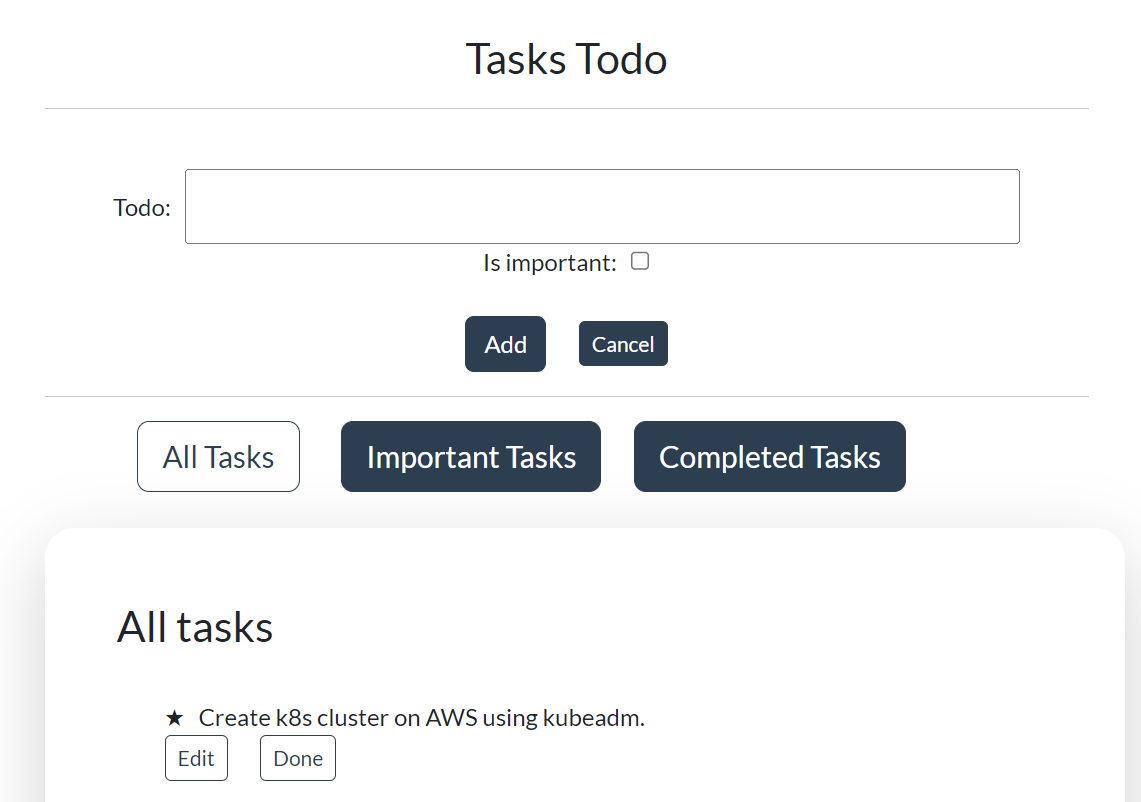 Tasks Todo
Todo:
Is important:
Add Cancel
All Tasks Important Tasks Completed Tasks
All tasks
★ Create k8s cluster on AWS using kubeadm.
Edit Done